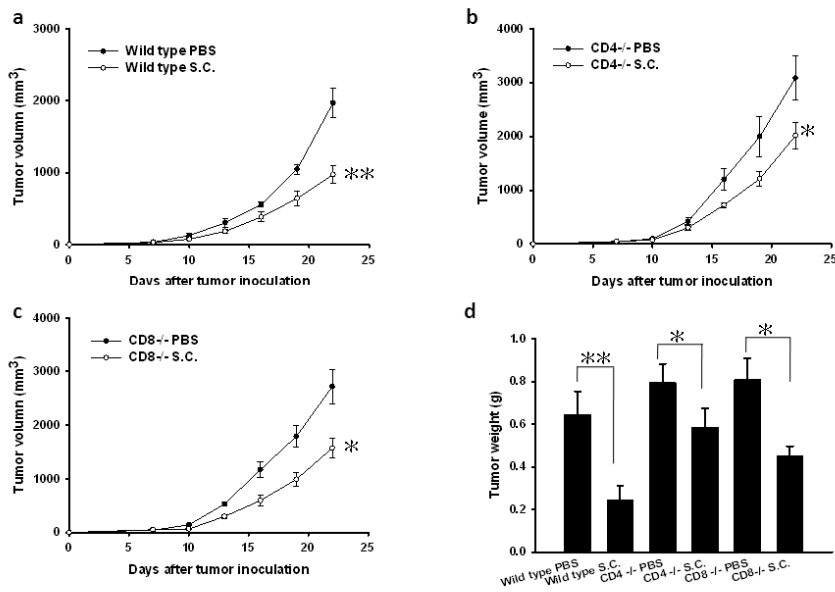 a
3000
2000
1000
0
Tumor volumn (mm3)
Wild type PBS
Wild type S.C.
**
0 5 10 15 20 25
Days after tumor inoculation
b
4000
3000
2000
1000
0
Tumor volume (mm3)
CD4-/- PBS
CD4-/- S.C.
*
0 5 10 15 20 25
Days after tumor inoculation
c
4000
3000
2000
1000
0
Tumor volumn (mm3)
CD8-/- PBS
CD8-/- S.C.
*
0 5 10 15 20 25
Days after tumor inoculation
d
1.0
0.8
0.6
0.4
0.2
0.0
Tumor weight (g)
**
*
*
Wild type PBS
Wild type S.C.
CD4 -/- PBS
CD4 -/- S.C.
CD8 -/- PBS
CD8-/- S.C.